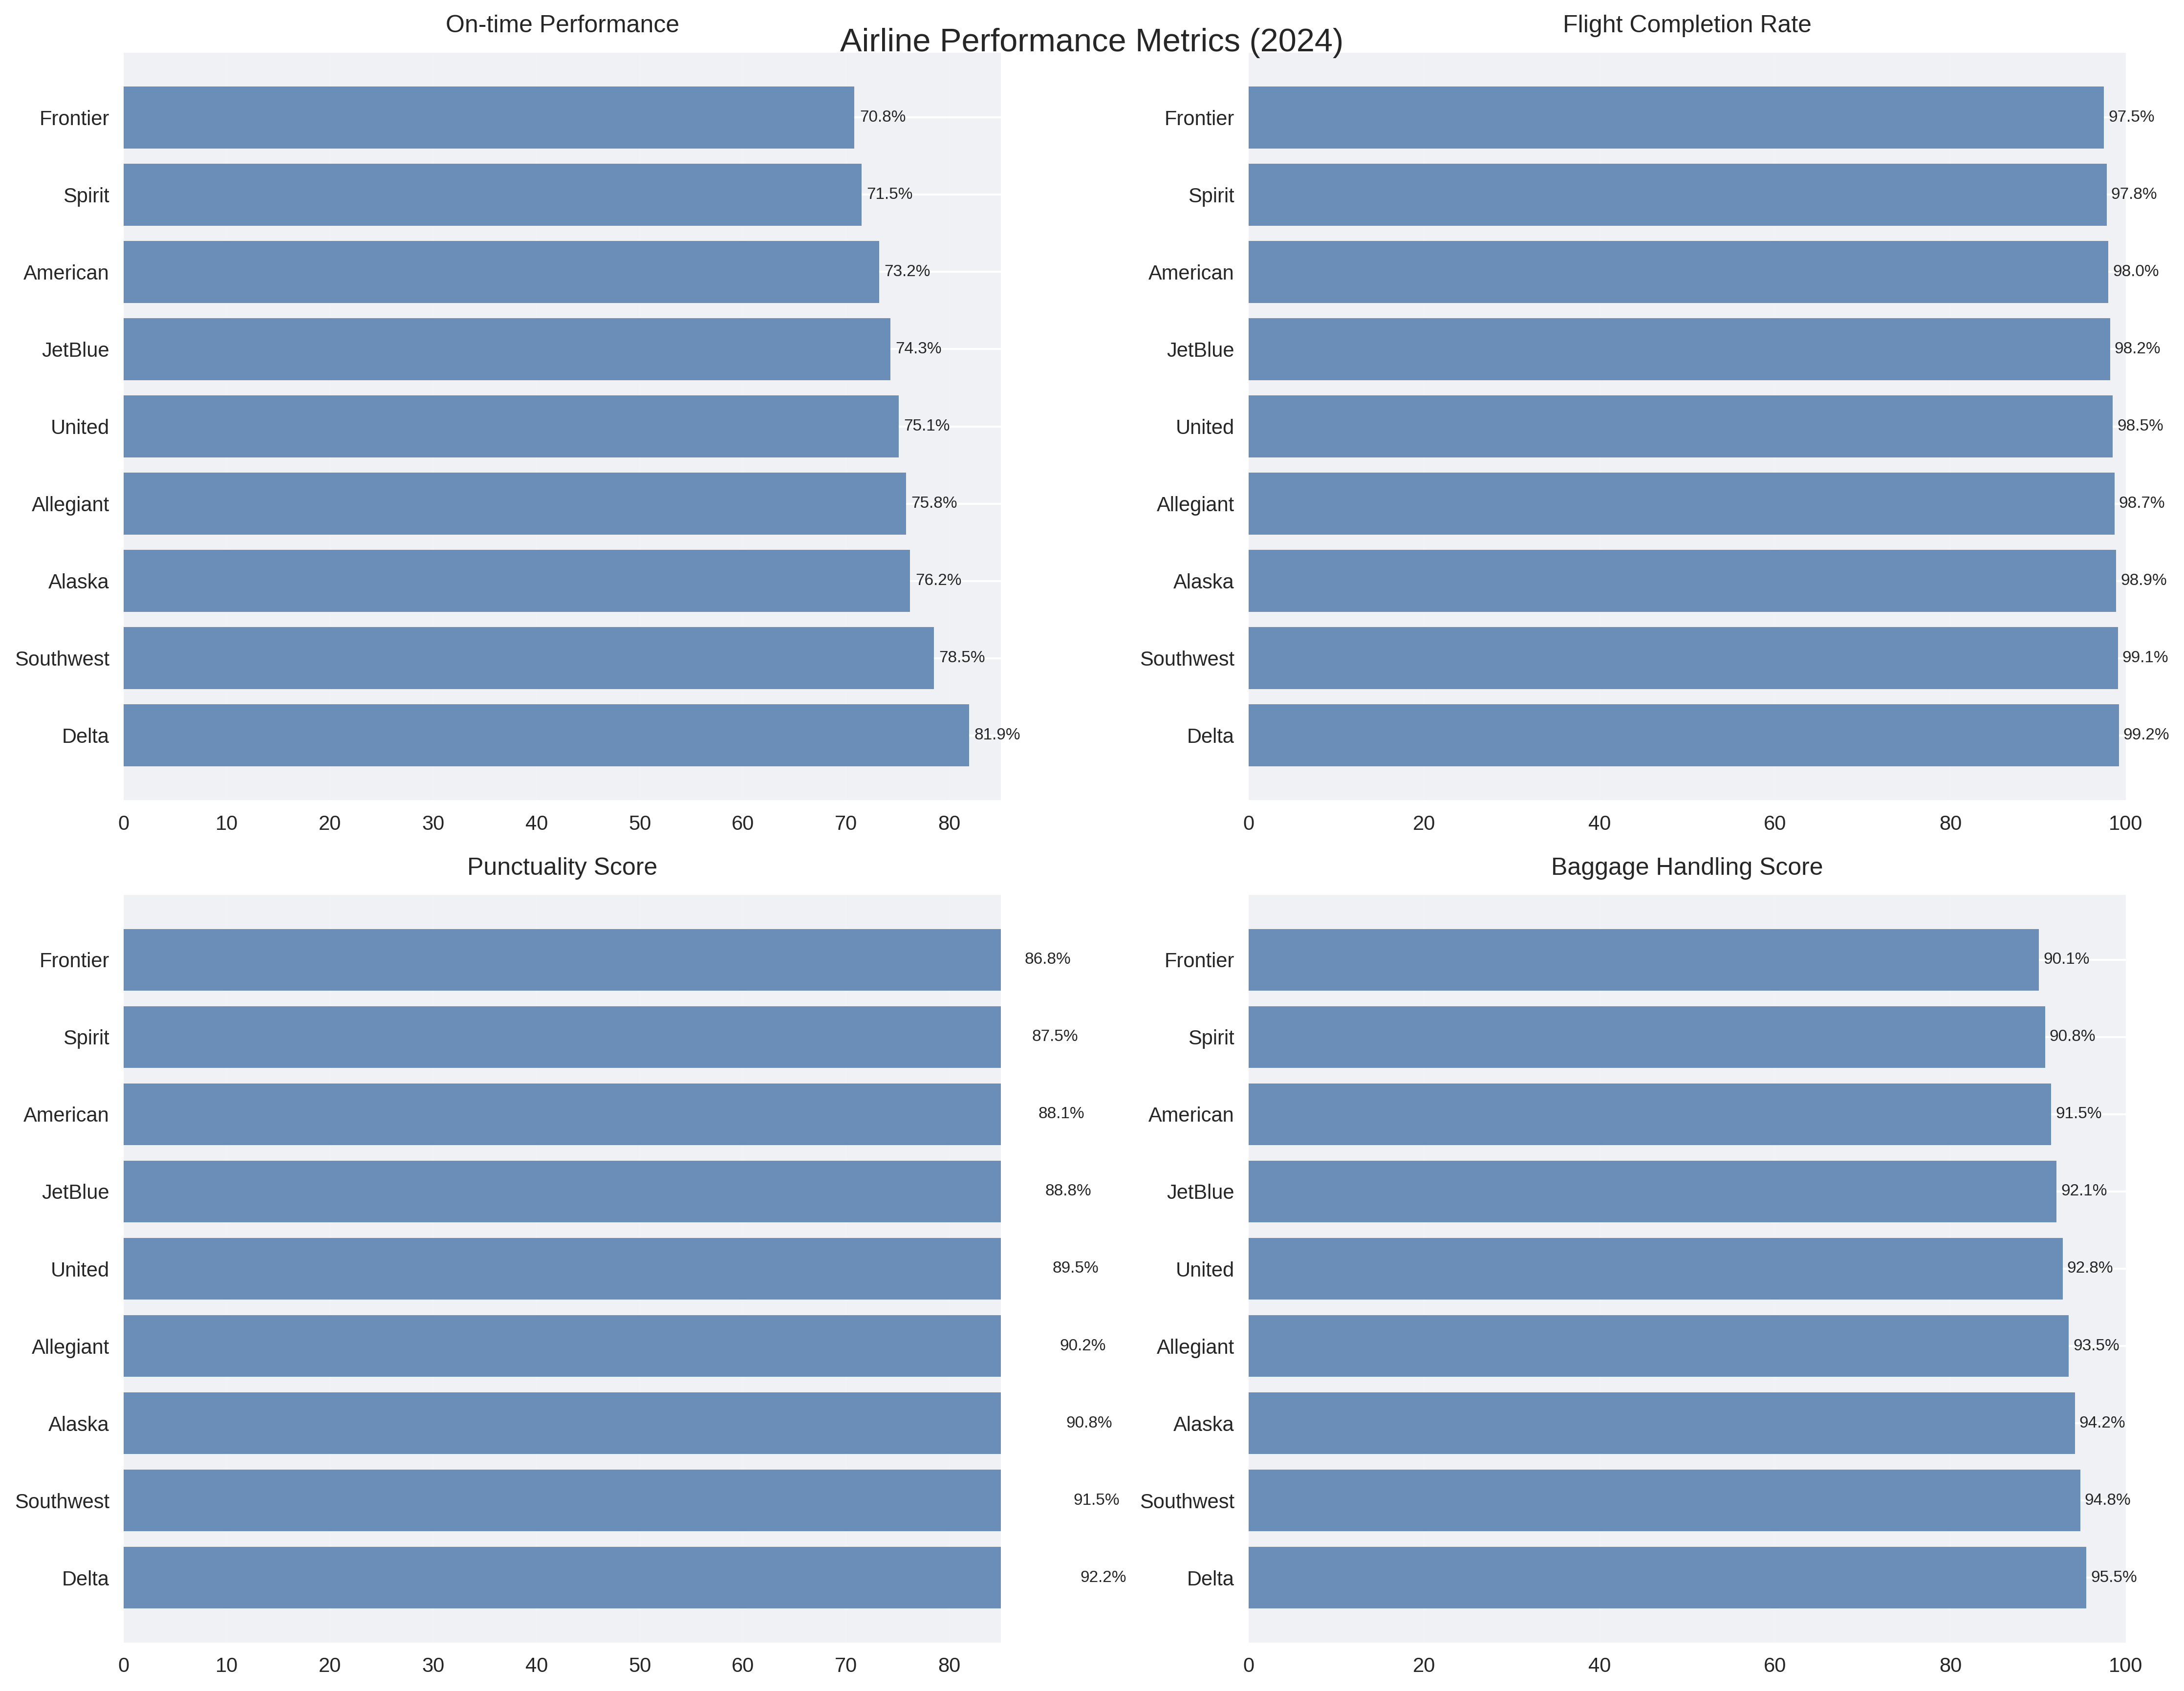 Airline Performance Metrics (2024)
On-time Performance
Frontier 70.8%
Spirit 71.5%
American 73.2%
JetBlue 74.3%
United 75.1%
Allegiant 75.8%
Alaska 76.2%
Southwest 78.5%
Delta 81.9%
0 10 20 30 40 50 60 70 80
Flight Completion Rate
Frontier 97.5%
Spirit 97.8%
American 98.0%
JetBlue 98.2%
United 98.5%
Allegiant 98.7%
Alaska 98.9%
Southwest 99.1%
Delta 99.2%
0 20 40 60 80 100
Punctuality Score
Frontier 86.8%
Spirit 87.5%
American 88.1%
JetBlue 88.8%
United 89.5%
Allegiant 90.2%
Alaska 90.8%
Southwest 91.5%
Delta 92.2%
0 10 20 30 40 50 60 70 80
Baggage Handling Score
Frontier 90.1%
Spirit 90.8%
American 91.5%
JetBlue 92.1%
United 92.8%
Allegiant 93.5%
Alaska 94.2%
Southwest 94.8%
Delta 95.5%
0 20 40 60 80 100